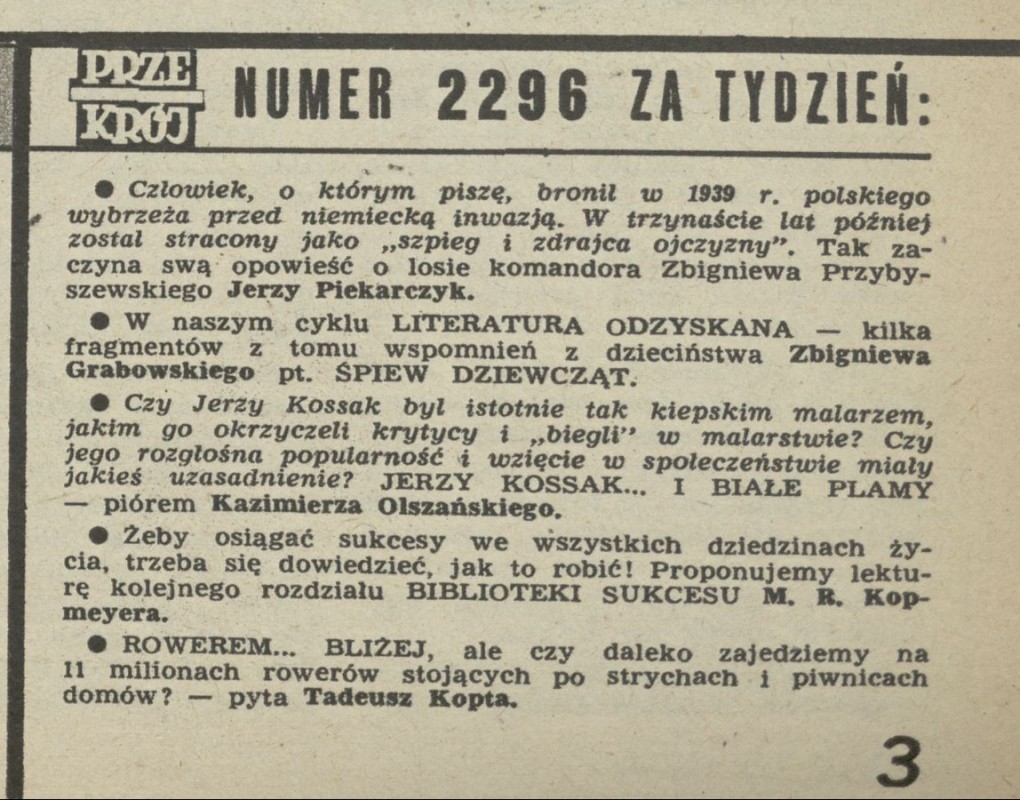 PRZE
KRÓJ
NUMER 2296 ZA TYDZIEŃ:
● Człowiek, o którym piszę, bronił w 1939 r. polskiego
wybrzeża przed niemiecką inwazją. W trzynaście lat później
został stracony jako „szpieg i zdrajca ojczyzny”. Tak za-
czyna swą opowieść o losie komandora Zbigniewa Przyby-
szewskiego Jerzy Piekarczyk.
● W naszym cyklu LITERATURA ODZYSKANA — kilka
fragmentów z tomu wspomnień z dzieciństwa Zbigniewa
Grabowskiego pt. ŚPIEW DZIEWCZĄT.
● Czy Jerzy Kossak był istotnie tak kiepskim malarzem,
jakim go okrzyczeli krytycy i „biegli” w malarstwie? Czy
jego rozgłośna popularność i wzięcie w społeczeństwie miały
jakieś uzasadnienie? JERZY KOSSAK... I BIAŁE PLAMY
— piórem Kazimierza Olszańskiego.
● Żeby osiągać sukcesy we wszystkich dziedzinach ży-
cia, trzeba się dowiedzieć, jak to robić! Proponujemy lektu-
rę kolejnego rozdziału BIBLIOTEKI SUKCESU M. R. Kop-
meyera.
● ROWEREM... BLIŻEJ, ale czy daleko zajedziemy na
11 milionach rowerów stojących po strychach i piwnicach
domów? — pyta Tadeusz Kopta.
3